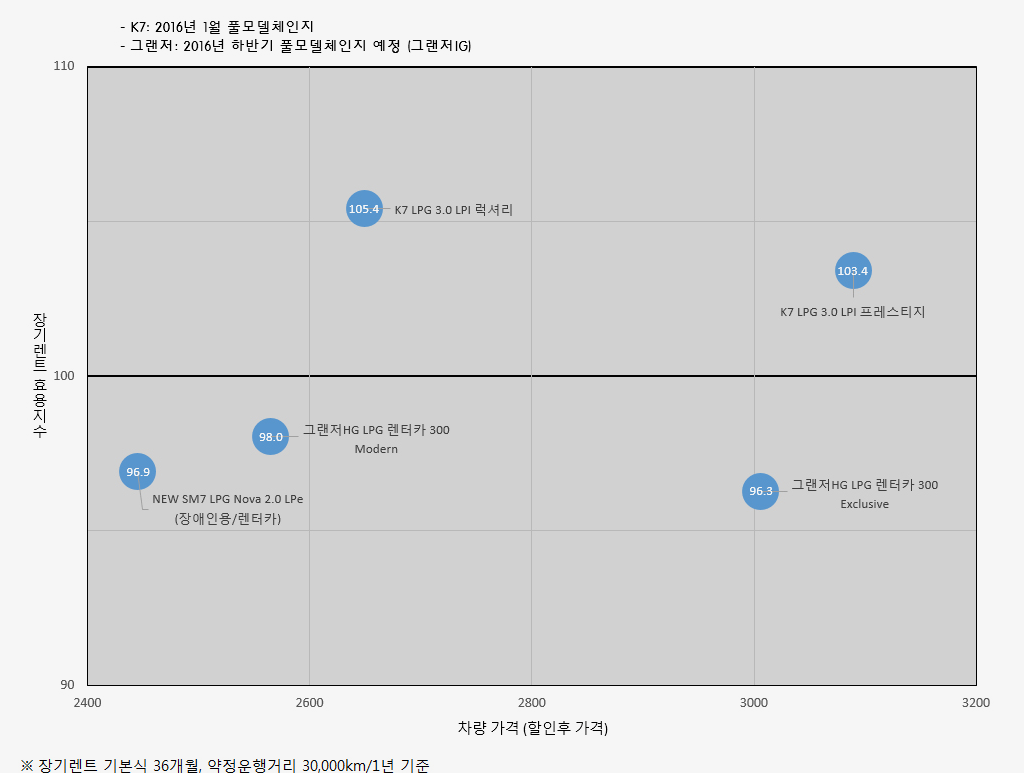 - K7: 2016년 1월 풀모델체인지
- 그랜저: 2016년 하반기 풀모델체인지 예정 (그랜저IG)
110
105.4
K7 LPG 3.0 LPI 럭셔리
103.4
K7 LPG 3.0 LPI 프레스티지
장기렌트 효용지수
100
98.0
그랜저HG LPG 렌터카 300
Modern
96.9
NEW SM7 LPG Nova 2.0 LPe
(장애인용/렌터카)
96.3
그랜저HG LPG 렌터카 300
Exclusive
90
2400
2600
2800
3000
3200
차량 가격 (할인후 가격)
※ 장기렌트 기본식 36개월, 약정운행거리 30,000km/1년 기준